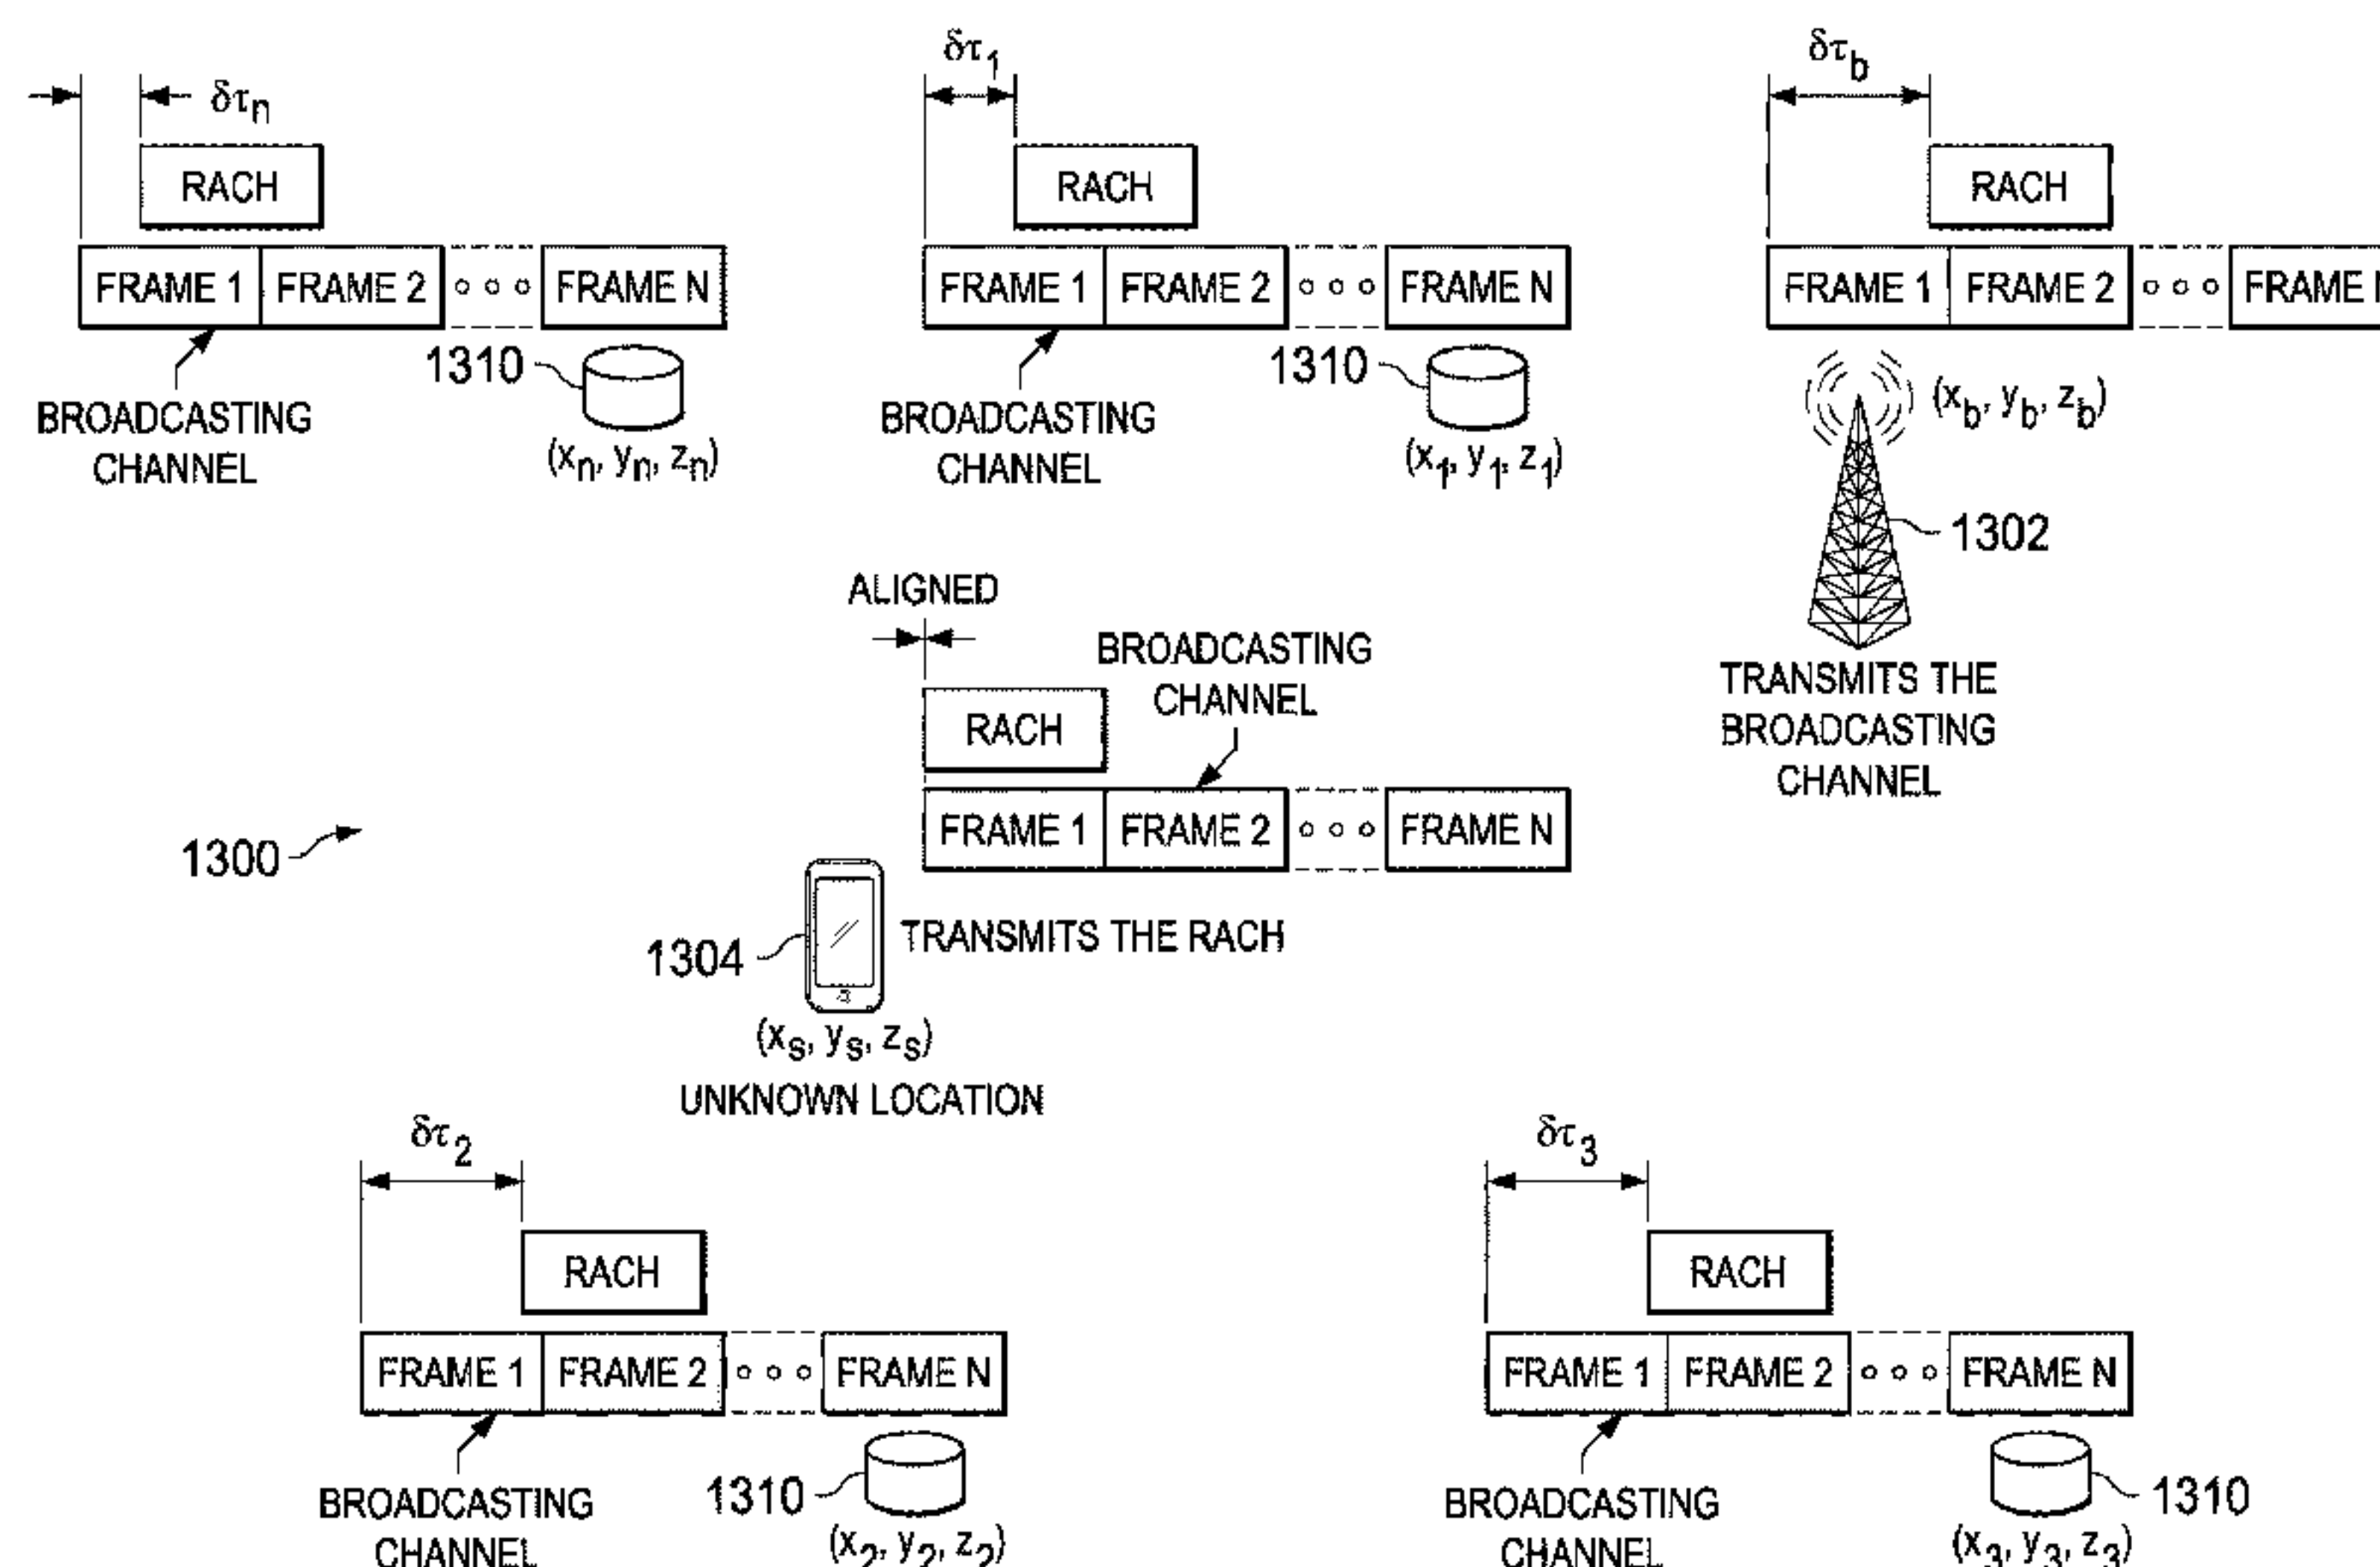 δτn
RACH
FRAME 1 FRAME 2 FRAME N
BROADCASTING
CHANNEL
1310
(xn, yn, zn)
δτ1
RACH
FRAME 1 FRAME 2 FRAME N
BROADCASTING
CHANNEL
1310
(x1, y1, z1)
δτb
RACH
FRAME 1 FRAME 2 FRAME
(xb, yb, zb)
1302
TRANSMITS THE
BROADCASTING
CHANNEL
ALIGNED
BROADCASTING
CHANNEL
RACH
FRAME 1 FRAME 2 FRAME N
1300
1304
TRANSMITS THE RACH
(xs, ys, zs)
UNKNOWN LOCATION
δτ2
RACH
FRAME 1 FRAME 2 FRAME N
BROADCASTING
CHANNEL
1310
(x2, y2, z2)
δτ3
RACH
FRAME 1 FRAME 2 FRAME N
BROADCASTING
CHANNEL
1310
(x3, y3, z3)